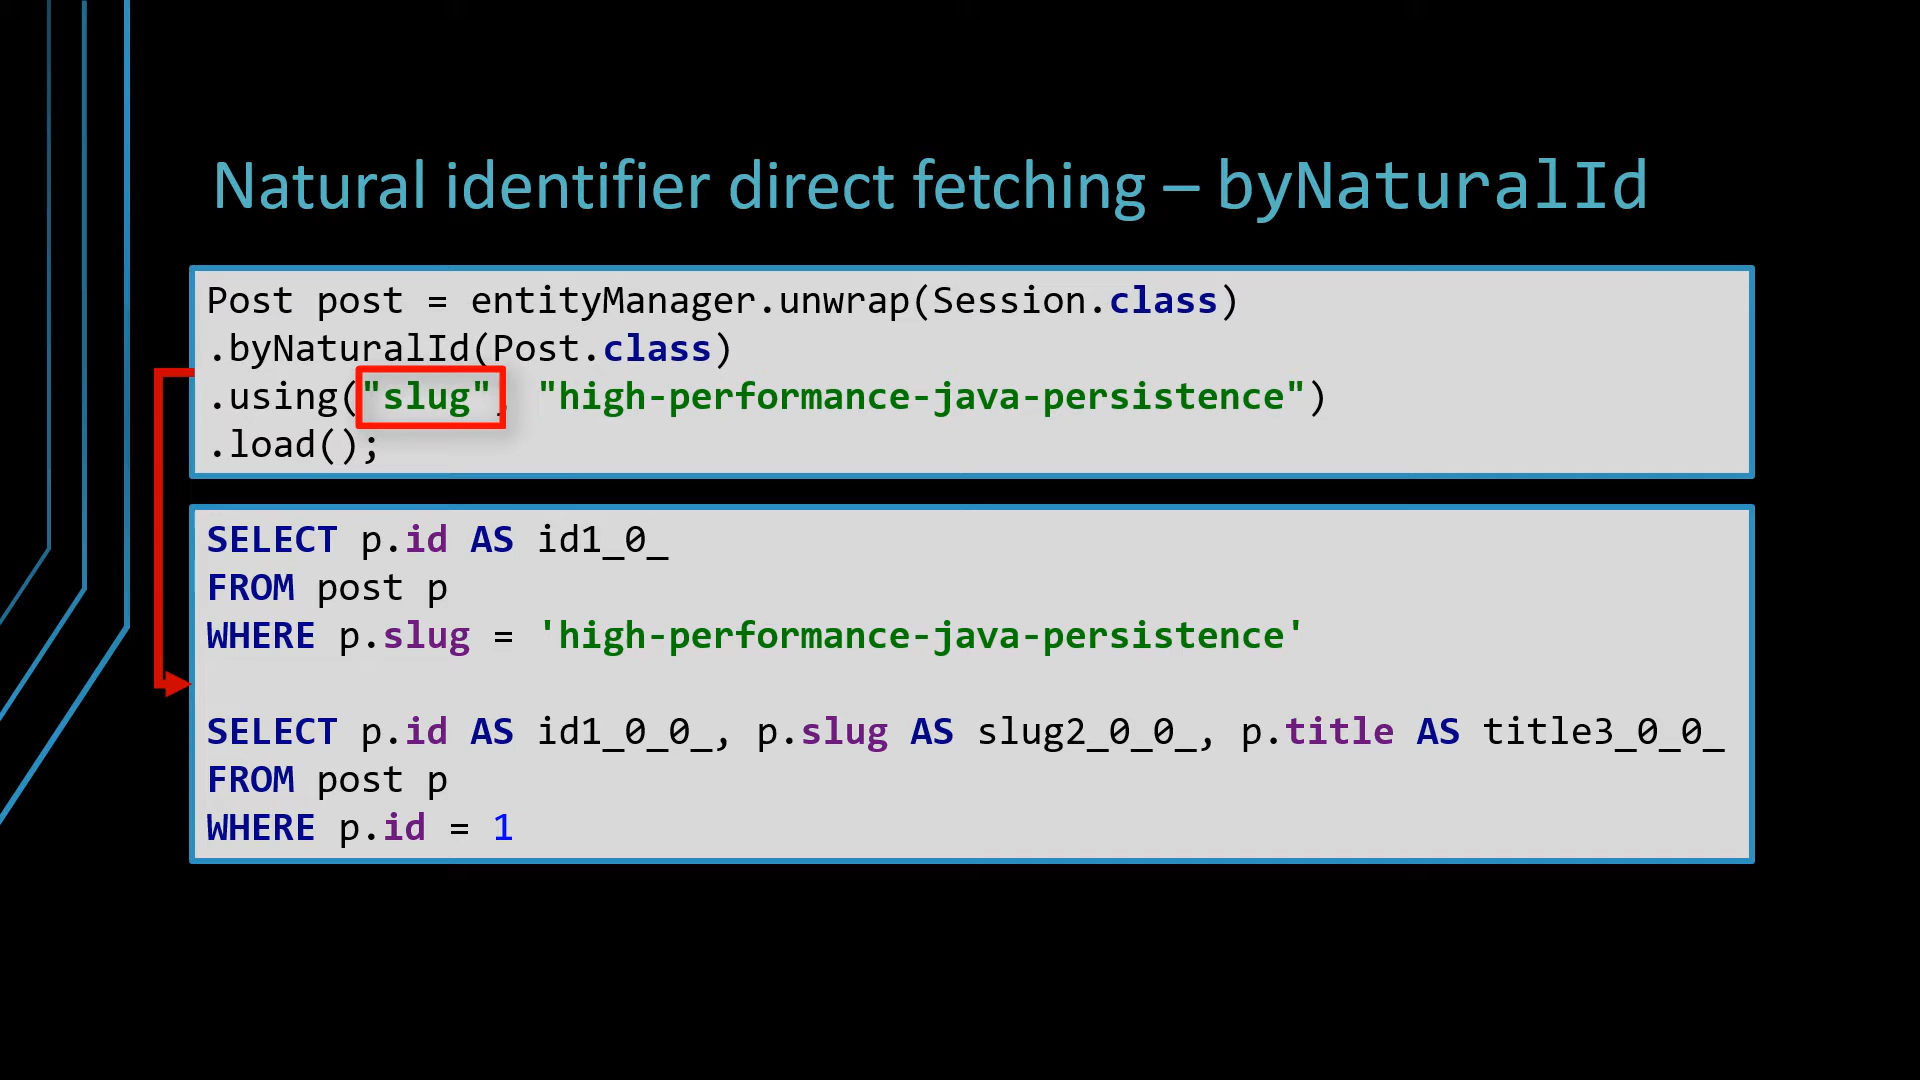 Natural identifier direct fetching – byNaturalId
Post post = entityManager.unwrap(Session.class)
.byNaturalId(Post.class)
.using("slug", "high-performance-java-persistence")
.load();
SELECT p.id AS id1_0_
FROM post p
WHERE p.slug = 'high-performance-java-persistence'
SELECT p.id AS id1_0_0_, p.slug AS slug2_0_0_, p.title AS title3_0_0_
FROM post p
WHERE p.id = 1